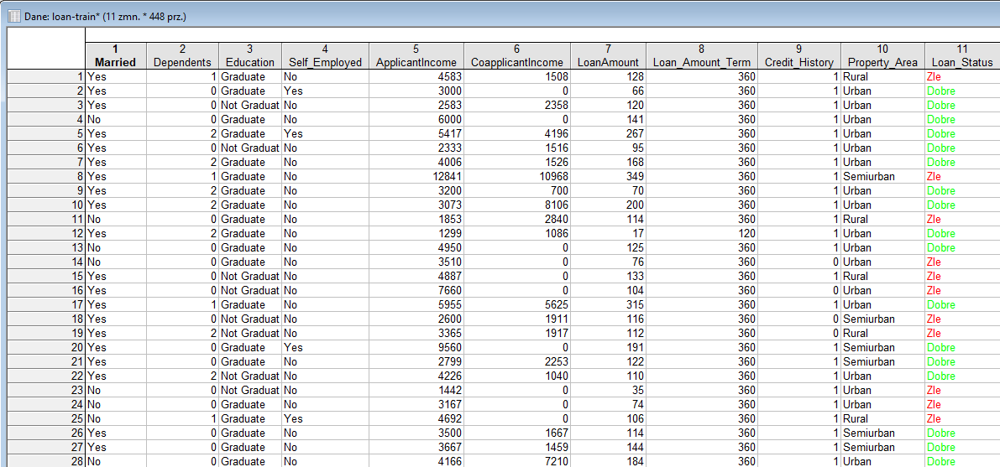 Dane: loan-train* (11 zmn. * 448 prz.)
1 2 3 4 5 6 7 8 9 10 11
Married Dependents Education Self_Employed ApplicantIncome CoapplicantIncome LoanAmount Loan_Amount_Term Credit_History Property_Area Loan_Status
1 Yes 1 Graduate No 4583 1508 128 360 1 Rural Zle
2 Yes 0 Graduate Yes 3000 0 66 360 1 Urban Dobre
3 Yes 0 Not Graduat No 2583 2358 120 360 1 Urban Dobre
4 No 0 Graduate No 6000 0 141 360 1 Urban Dobre
5 Yes 2 Graduate Yes 5417 4196 267 360 1 Urban Dobre
6 Yes 0 Not Graduat No 2333 1516 95 360 1 Urban Dobre
7 Yes 2 Graduate No 4006 1526 168 360 1 Urban Dobre
8 Yes 1 Graduate No 12841 10968 349 360 1 Semiurban Zle
9 Yes 2 Graduate No 3200 700 70 360 1 Urban Dobre
10 Yes 2 Graduate No 3073 8106 200 360 1 Urban Dobre
11 No 0 Graduate No 1853 2840 114 360 1 Rural Zle
12 Yes 2 Graduate No 1299 1086 17 120 1 Urban Dobre
13 No 0 Graduate No 4950 0 125 360 1 Urban Dobre
14 No 0 Graduate No 3510 0 76 360 0 Urban Zle
15 Yes 0 Not Graduat No 4887 0 133 360 1 Rural Zle
16 Yes 0 Not Graduat No 7660 0 104 360 0 Urban Zle
17 Yes 1 Graduate No 5955 5625 315 360 1 Urban Dobre
18 Yes 0 Not Graduat No 2600 1911 116 360 0 Semiurban Zle
19 Yes 2 Not Graduat No 3365 1917 112 360 0 Rural Zle
20 Yes 0 Graduate Yes 9560 0 191 360 1 Semiurban Dobre
21 Yes 0 Graduate No 2799 2253 122 360 1 Semiurban Dobre
22 Yes 2 Not Graduat No 4226 1040 110 360 1 Urban Dobre
23 No 0 Not Graduat No 1442 0 35 360 1 Urban Zle
24 No 0 Graduate No 3167 0 74 360 1 Urban Zle
25 No 1 Graduate Yes 4692 0 106 360 1 Rural Zle
26 Yes 0 Graduate No 3500 1667 114 360 1 Semiurban Dobre
27 Yes 0 Graduate No 3667 1459 144 360 1 Semiurban Dobre
28 No 0 Graduate No 4166 7210 184 360 1 Urban Dobre